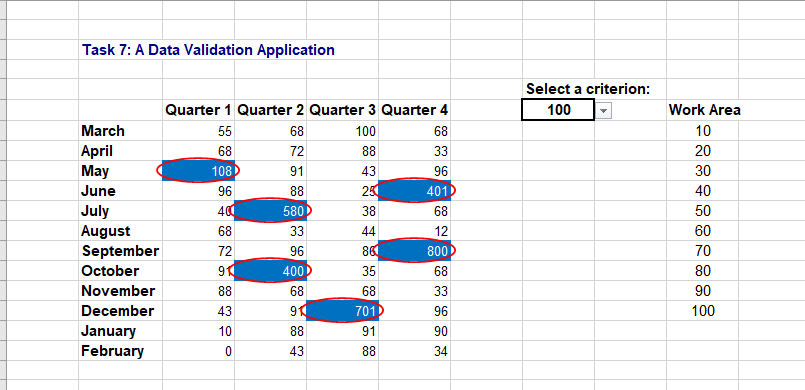 Task 7: A Data Validation Application
Select a criterion:
Quarter 1 Quarter 2 Quarter 3 Quarter 4 100 Work Area
March 55 68 100 68 10
April 68 72 88 33 20
May 108 91 43 96 30
June 96 88 25 401 40
July 40 580 38 68 50
August 68 33 44 12 60
September 72 96 86 800 70
October 91 400 35 68 80
November 88 68 68 33 90
December 43 91 701 96 100
January 10 88 91 90
February 0 43 88 34